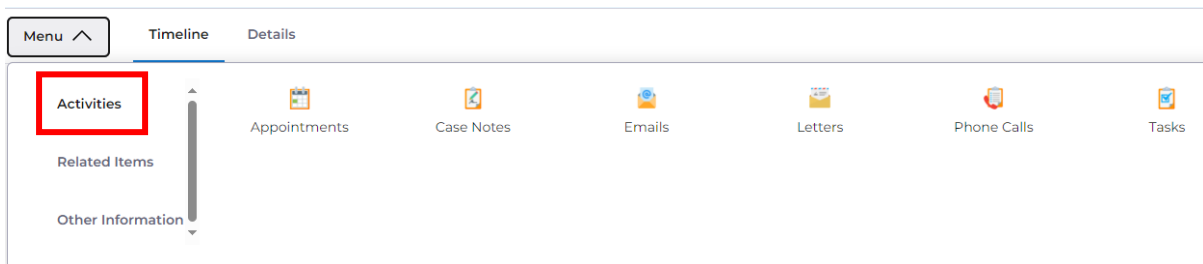 Menu Timeline Details
Activities
Appointments Case Notes Emails Letters Phone Calls Tasks
Related Items
Other Information